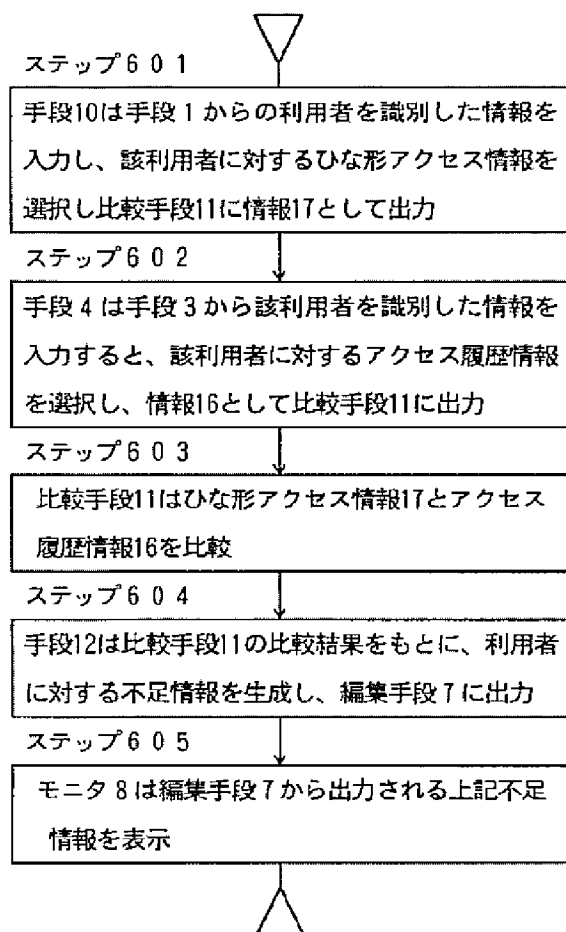 ステップ601
手段10は手段1からの利用者を識別した情報を
入力し、該利用者に対するひな形アクセス情報を
選択し比較手段11に情報17として出力
ステップ602
手段4は手段3から該利用者を識別した情報を
入力すると、該利用者に対するアクセス履歴情報
を選択し、情報16として比較手段11に出力
ステップ603
比較手段11はひな形アクセス情報17とアクセス
履歴情報16を比較
ステップ604
手段12は比較手段11の比較結果をもとに、利用者
に対する不足情報を生成し、編集手段7に出力
ステップ605
モニタ8は編集手段7から出力される上記不足
情報を表示